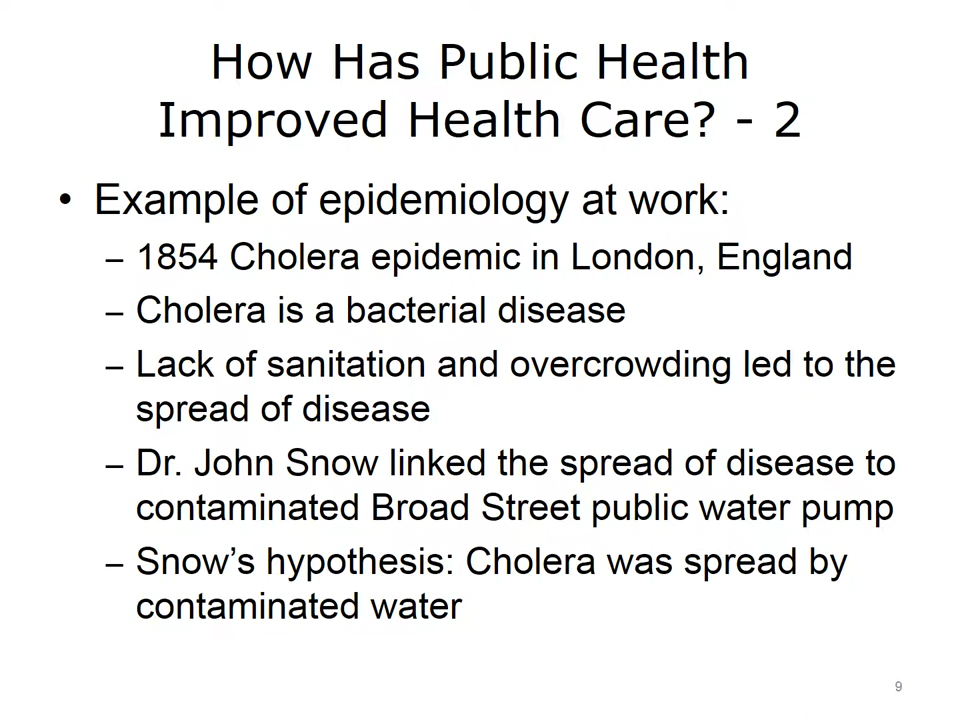 How Has Public Health
Improved Health Care? - 2
• Example of epidemiology at work:
– 1854 Cholera epidemic in London, England
– Cholera is a bacterial disease
– Lack of sanitation and overcrowding led to the
spread of disease
– Dr. John Snow linked the spread of disease to
contaminated Broad Street public water pump
– Snow’s hypothesis: Cholera was spread by
contaminated water
9